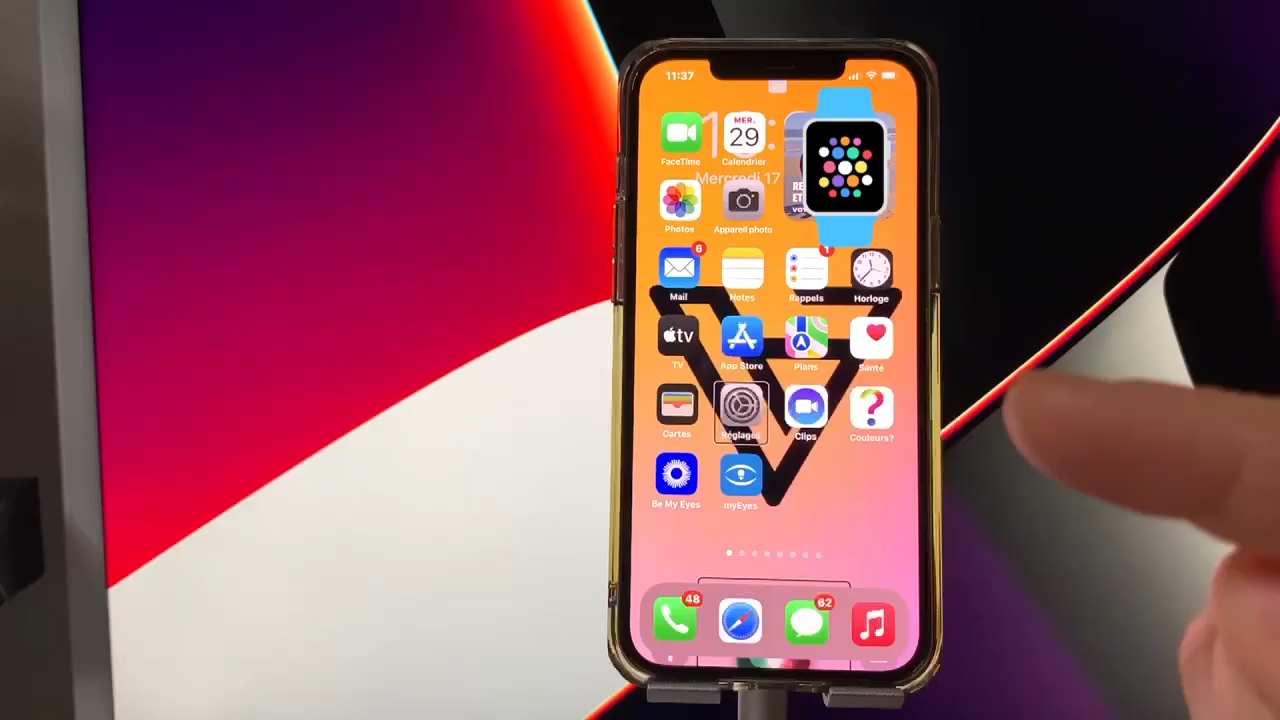 11:37
MER.
29
FaceTime
Calendrier
Mercredi 17
Photos
Appareil photo
6
1
Mail
Notes
Rappels
Horloge
tv
TV
App Store
Plans
Santé
Cartes
Réglages
Clips
?
Couleurs?
Be My Eyes
myEyes
48
62